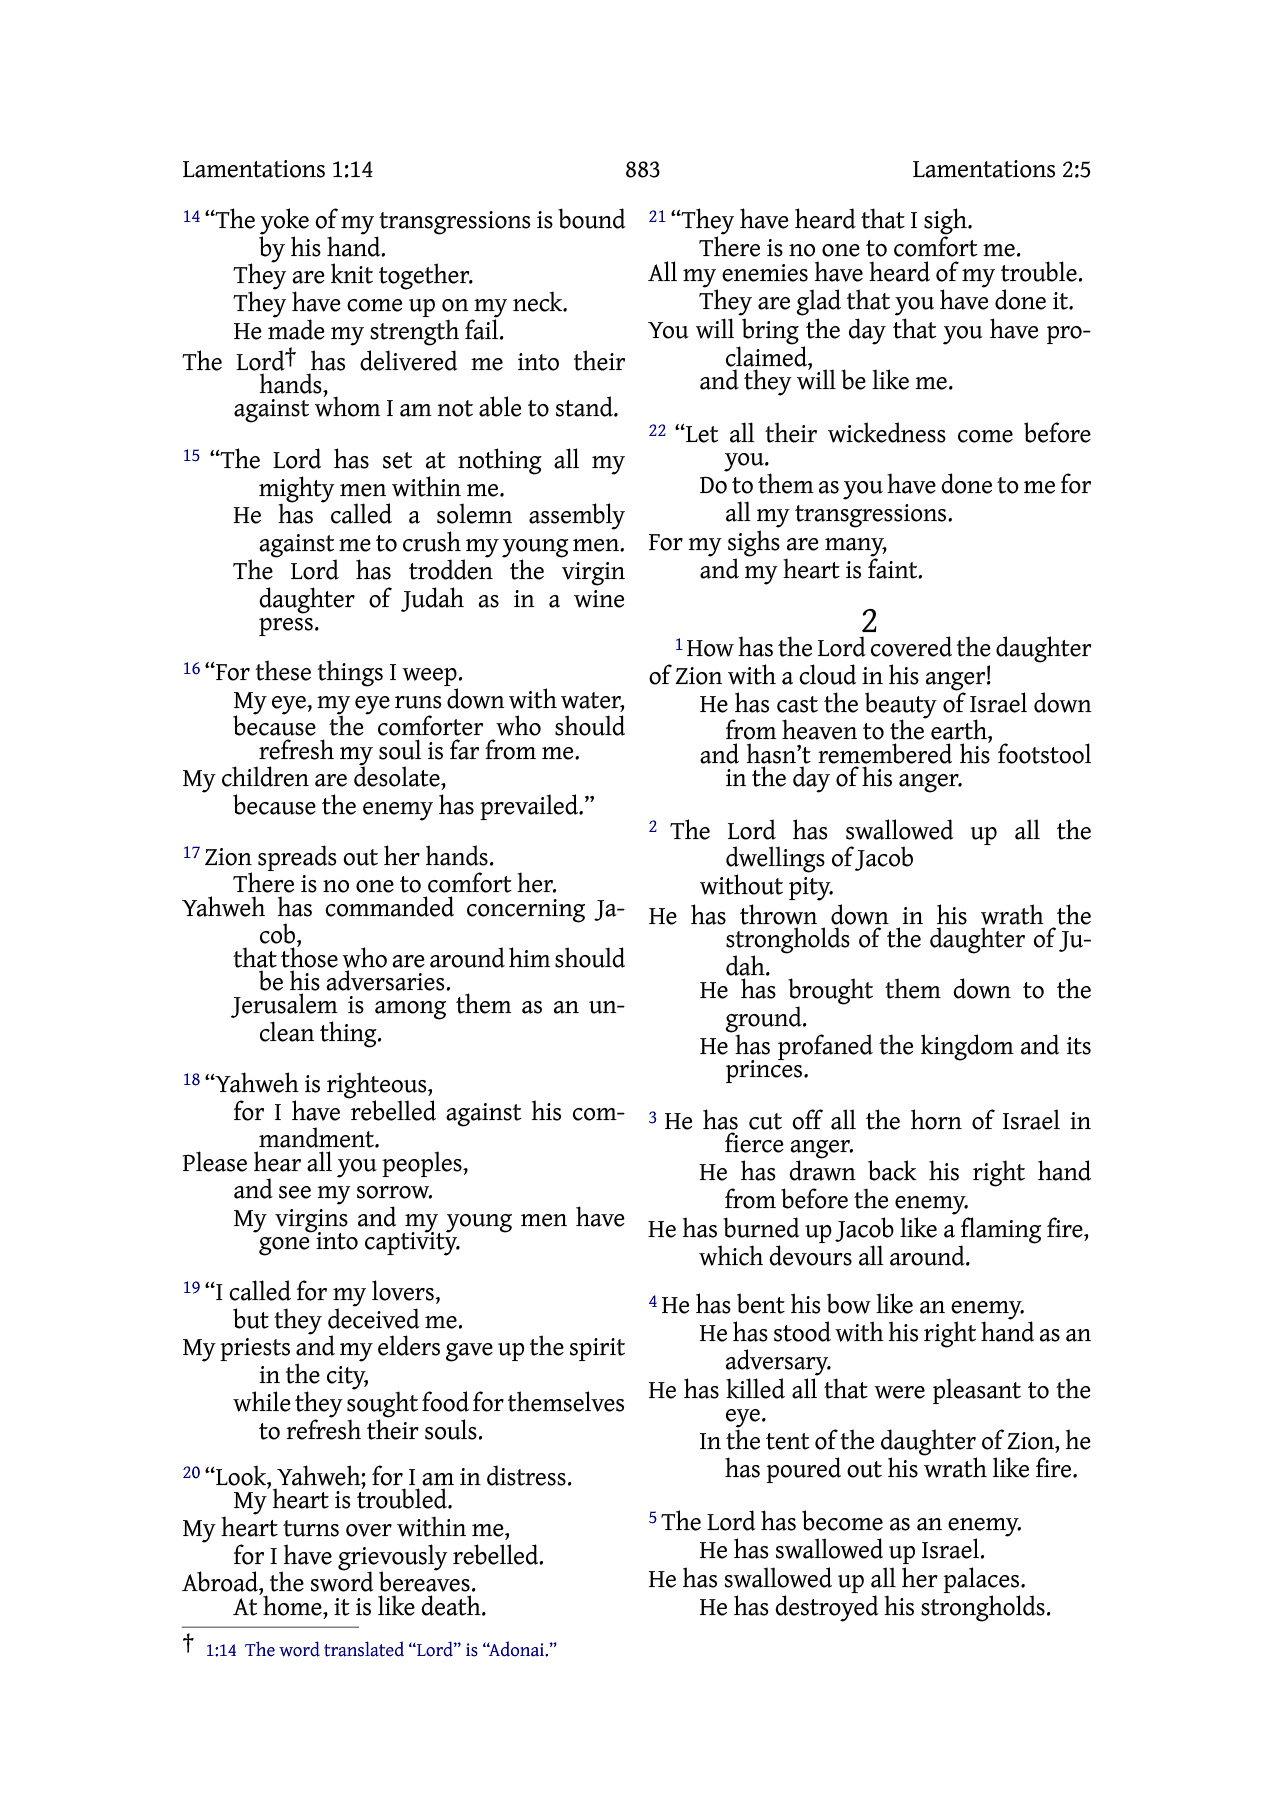 Lamentations 1:14 883 Lamentations 2:5
14 “The yoke of my transgressions is bound
by his hand.
They are knit together.
They have come up on my neck.
He made my strength fail.
The Lord† has delivered me into their
hands,
against whom I am not able to stand.
15 “The Lord has set at nothing all my
mighty men within me.
He has called a solemn assembly
against me to crush my young men.
The Lord has trodden the virgin
daughter of Judah as in a wine
press.
16 “For these things I weep.
My eye, my eye runs down with water,
because the comforter who should
refresh my soul is far from me.
My children are desolate,
because the enemy has prevailed.”
17 Zion spreads out her hands.
There is no one to comfort her.
Yahweh has commanded concerning Ja-
cob,
that those who are around him should
be his adversaries.
Jerusalem is among them as an un-
clean thing.
18 “Yahweh is righteous,
for I have rebelled against his com-
mandment.
Please hear all you peoples,
and see my sorrow.
My virgins and my young men have
gone into captivity.
19 “I called for my lovers,
but they deceived me.
My priests and my elders gave up the spirit
in the city,
while they sought food for themselves
to refresh their souls.
20 “Look, Yahweh; for I am in distress.
My heart is troubled.
My heart turns over within me,
for I have grievously rebelled.
Abroad, the sword bereaves.
At home, it is like death.
† 1:14 The word translated “Lord” is “Adonai.”
21 “They have heard that I sigh.
There is no one to comfort me.
All my enemies have heard of my trouble.
They are glad that you have done it.
You will bring the day that you have pro-
claimed,
and they will be like me.
22 “Let all their wickedness come before
you.
Do to them as you have done to me for
all my transgressions.
For my sighs are many,
and my heart is faint.
2
1 How has the Lord covered the daughter
of Zion with a cloud in his anger!
He has cast the beauty of Israel down
from heaven to the earth,
and hasn’t remembered his footstool
in the day of his anger.
2 The Lord has swallowed up all the
dwellings of Jacob
without pity.
He has thrown down in his wrath the
strongholds of the daughter of Ju-
dah.
He has brought them down to the
ground.
He has profaned the kingdom and its
princes.
3 He has cut off all the horn of Israel in
fierce anger.
He has drawn back his right hand
from before the enemy.
He has burned up Jacob like a flaming fire,
which devours all around.
4 He has bent his bow like an enemy.
He has stood with his right hand as an
adversary.
He has killed all that were pleasant to the
eye.
In the tent of the daughter of Zion, he
has poured out his wrath like fire.
5 The Lord has become as an enemy.
He has swallowed up Israel.
He has swallowed up all her palaces.
He has destroyed his strongholds.